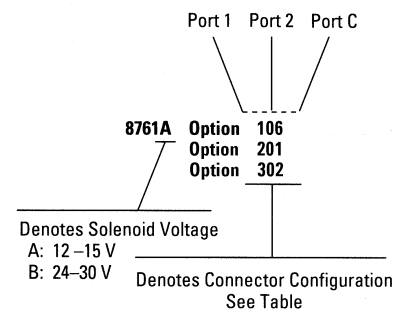 Port 1 Port 2 Port C
8761A Option 106
Option 201
Option 302
Denotes Solenoid Voltage
A: 12 –15 V
B: 24–30 V
Denotes Connector Configuration
See Table